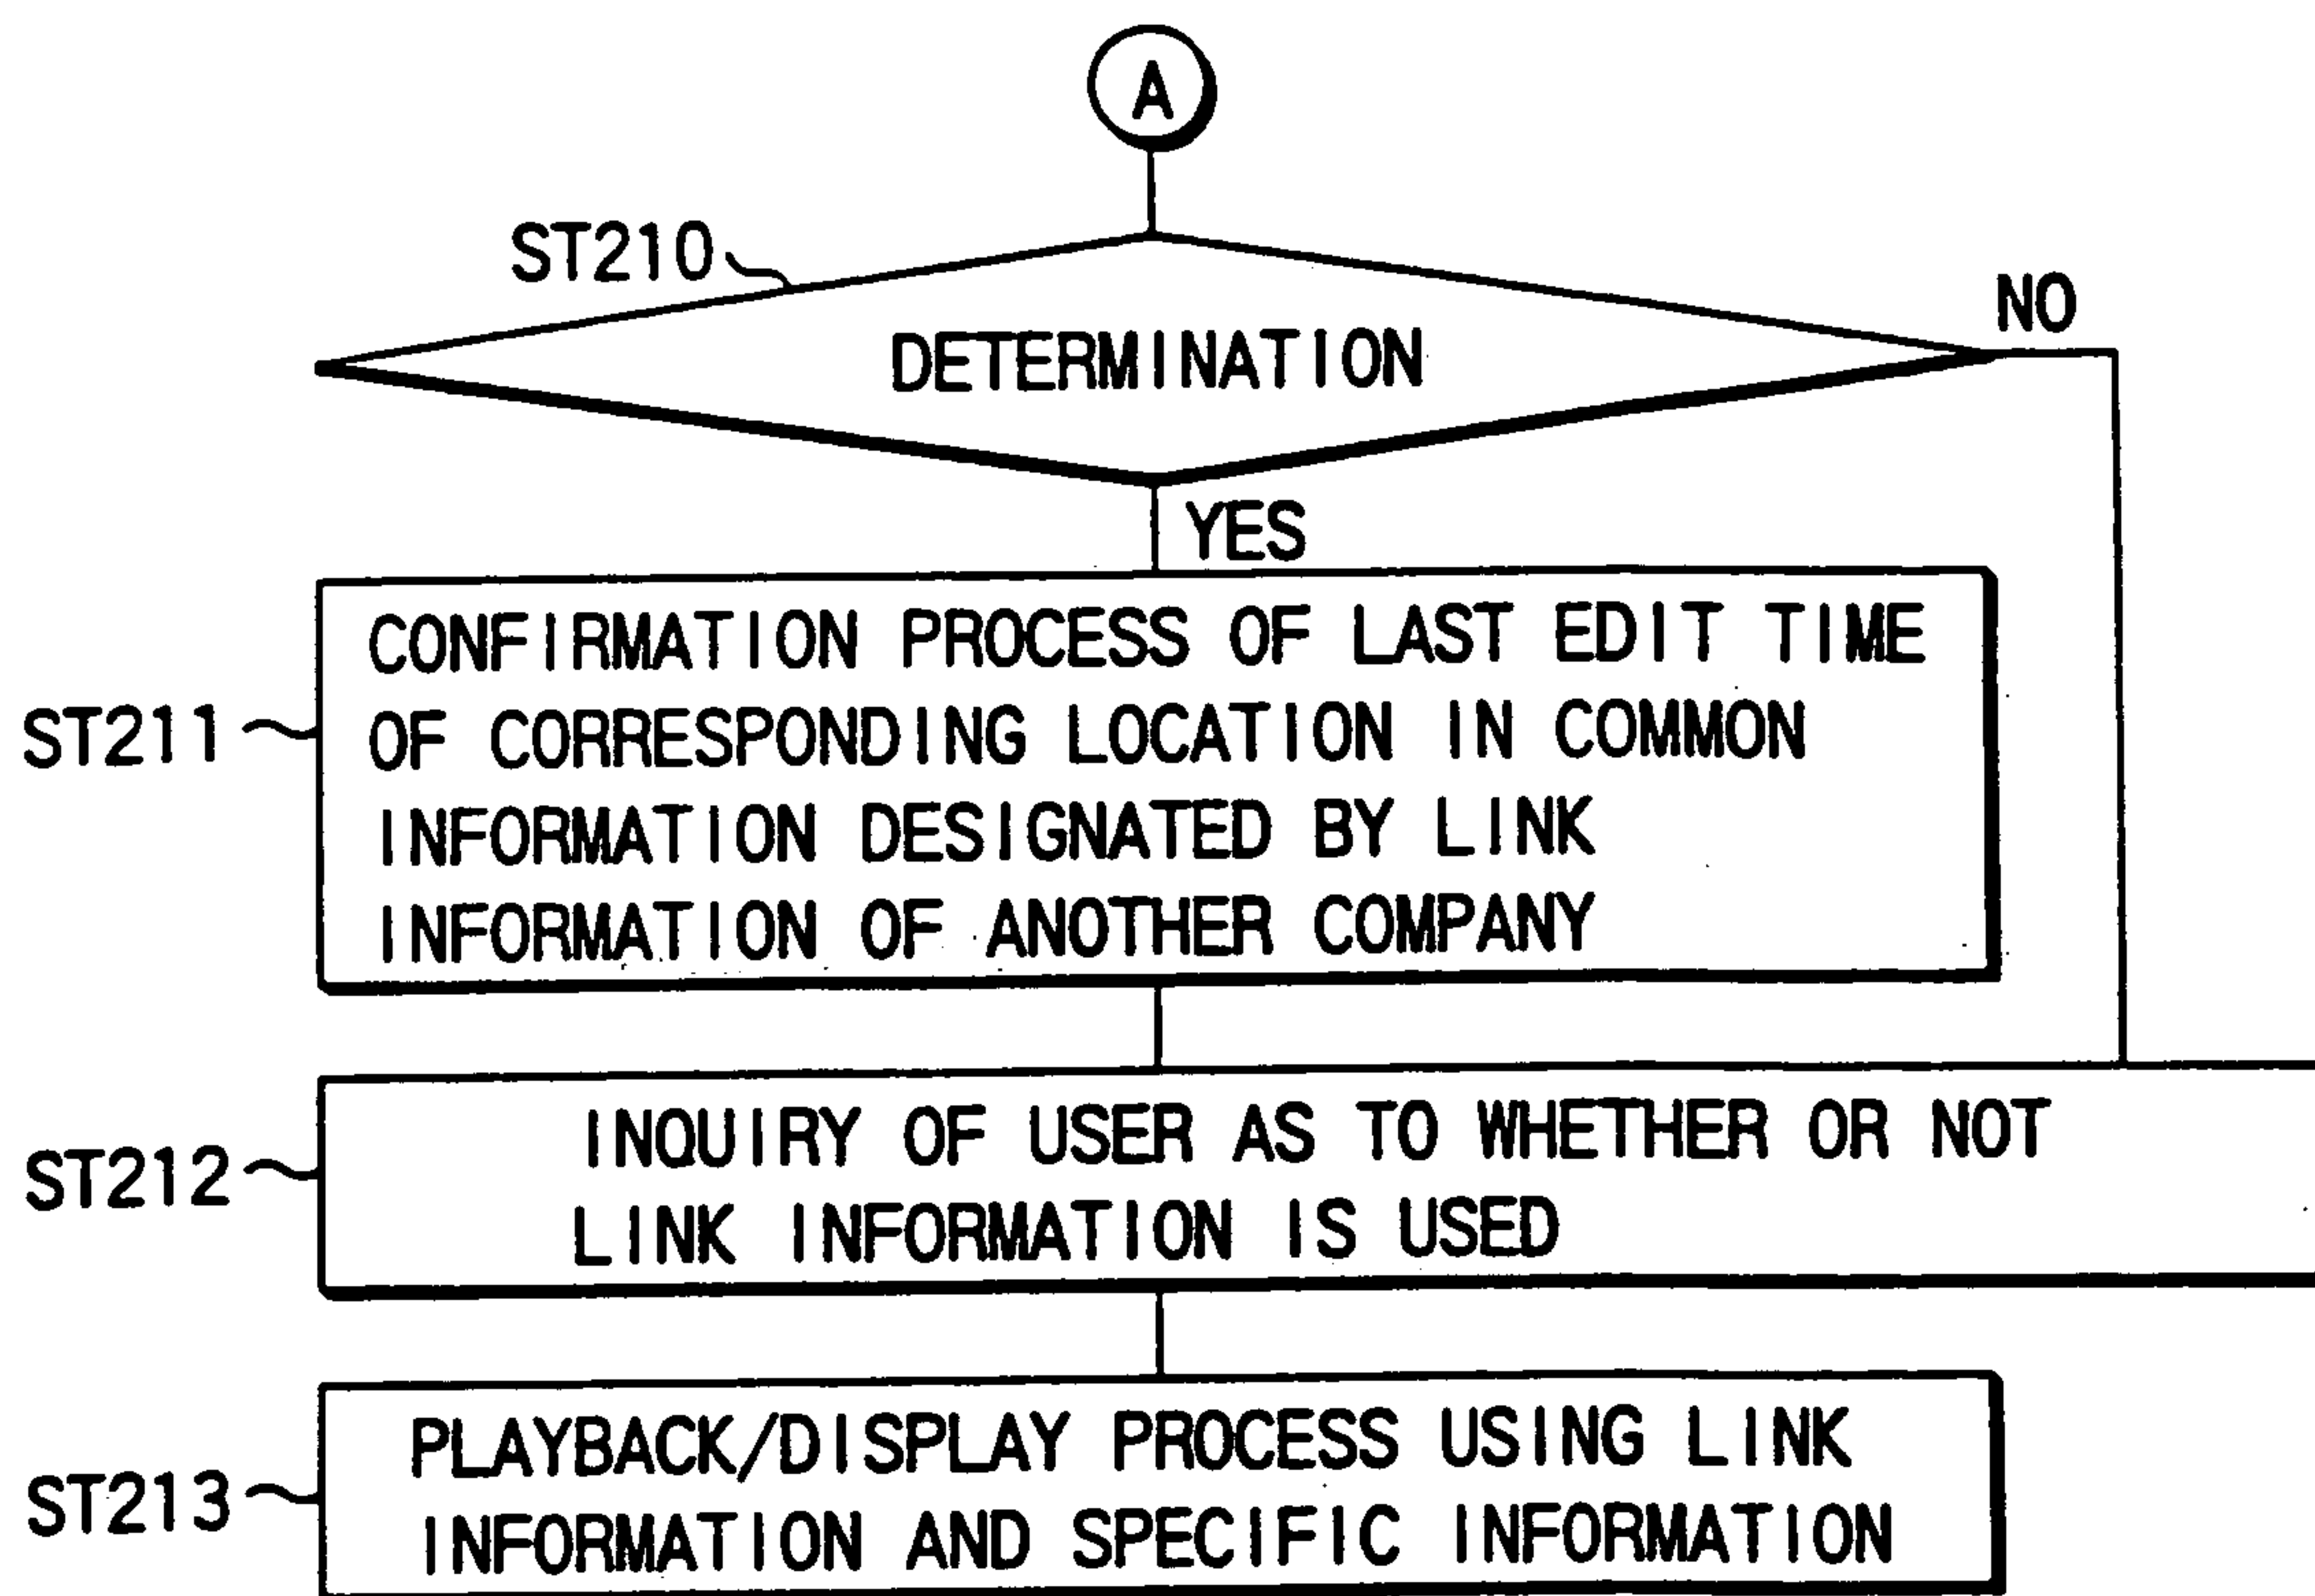 A
ST210
DETERMINATION
NO
YES
ST211
CONFIRMATION PROCESS OF LAST EDIT TIME
OF CORRESPONDING LOCATION IN COMMON
INFORMATION DESIGNATED BY LINK
INFORMATION OF ANOTHER COMPANY
ST212
INQUIRY OF USER AS TO WHETHER OR NOT
LINK INFORMATION IS USED
ST213
PLAYBACK/DISPLAY PROCESS USING LINK
INFORMATION AND SPECIFIC INFORMATION